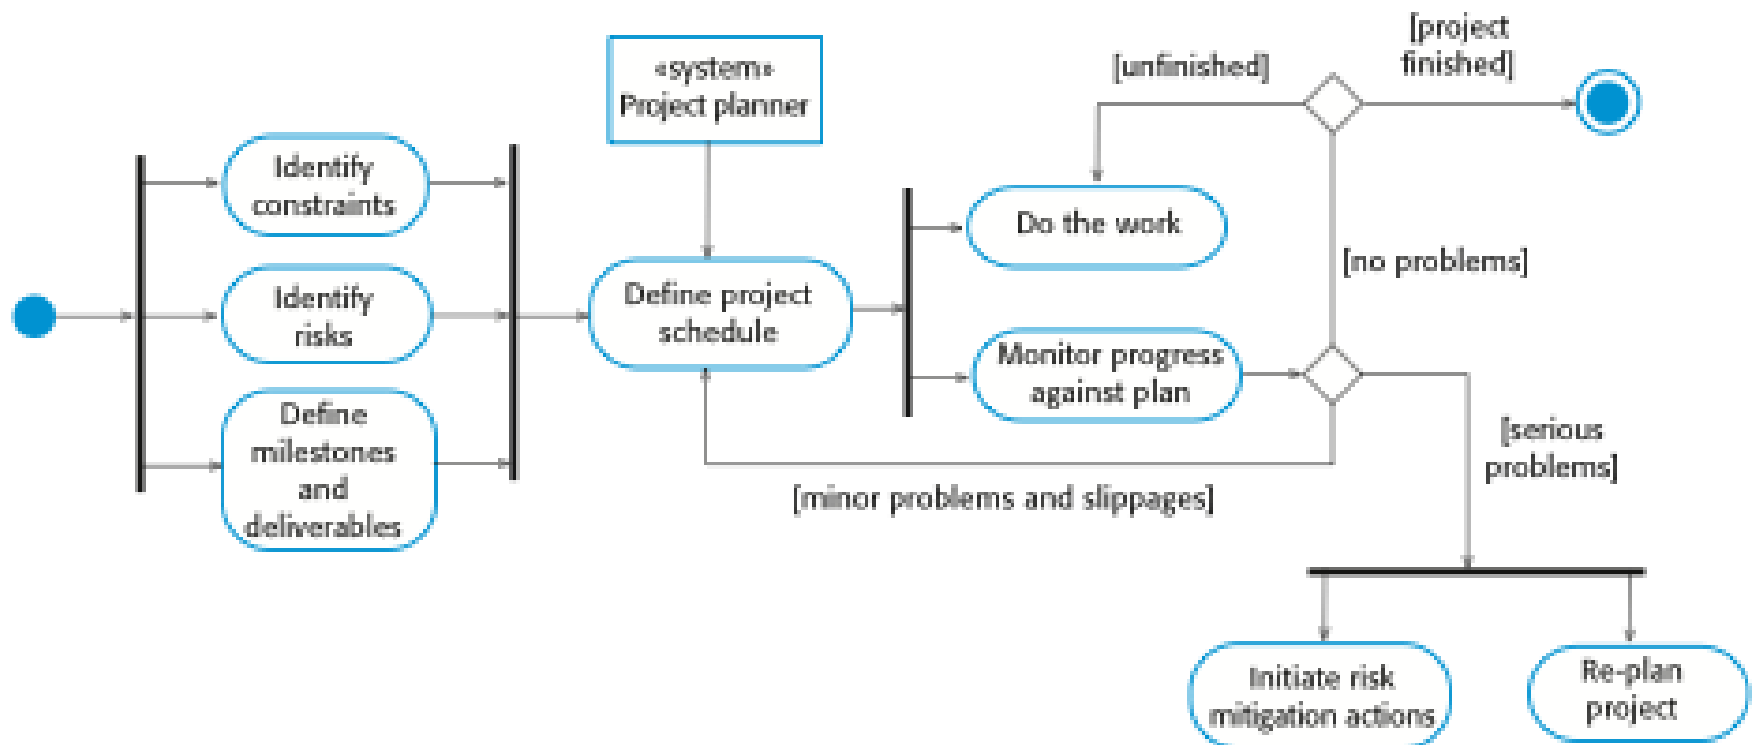 Identify
constraints
Identify
risks
Define
milestones
and
deliverables
«system»
Project planner
Define project
schedule
[unfinished]
[project
finished]
Do the work
[no problems]
Monitor progress
against plan
[serious
problems]
[minor problems and slippages]
Initiate risk
mitigation actions
Re-plan
project